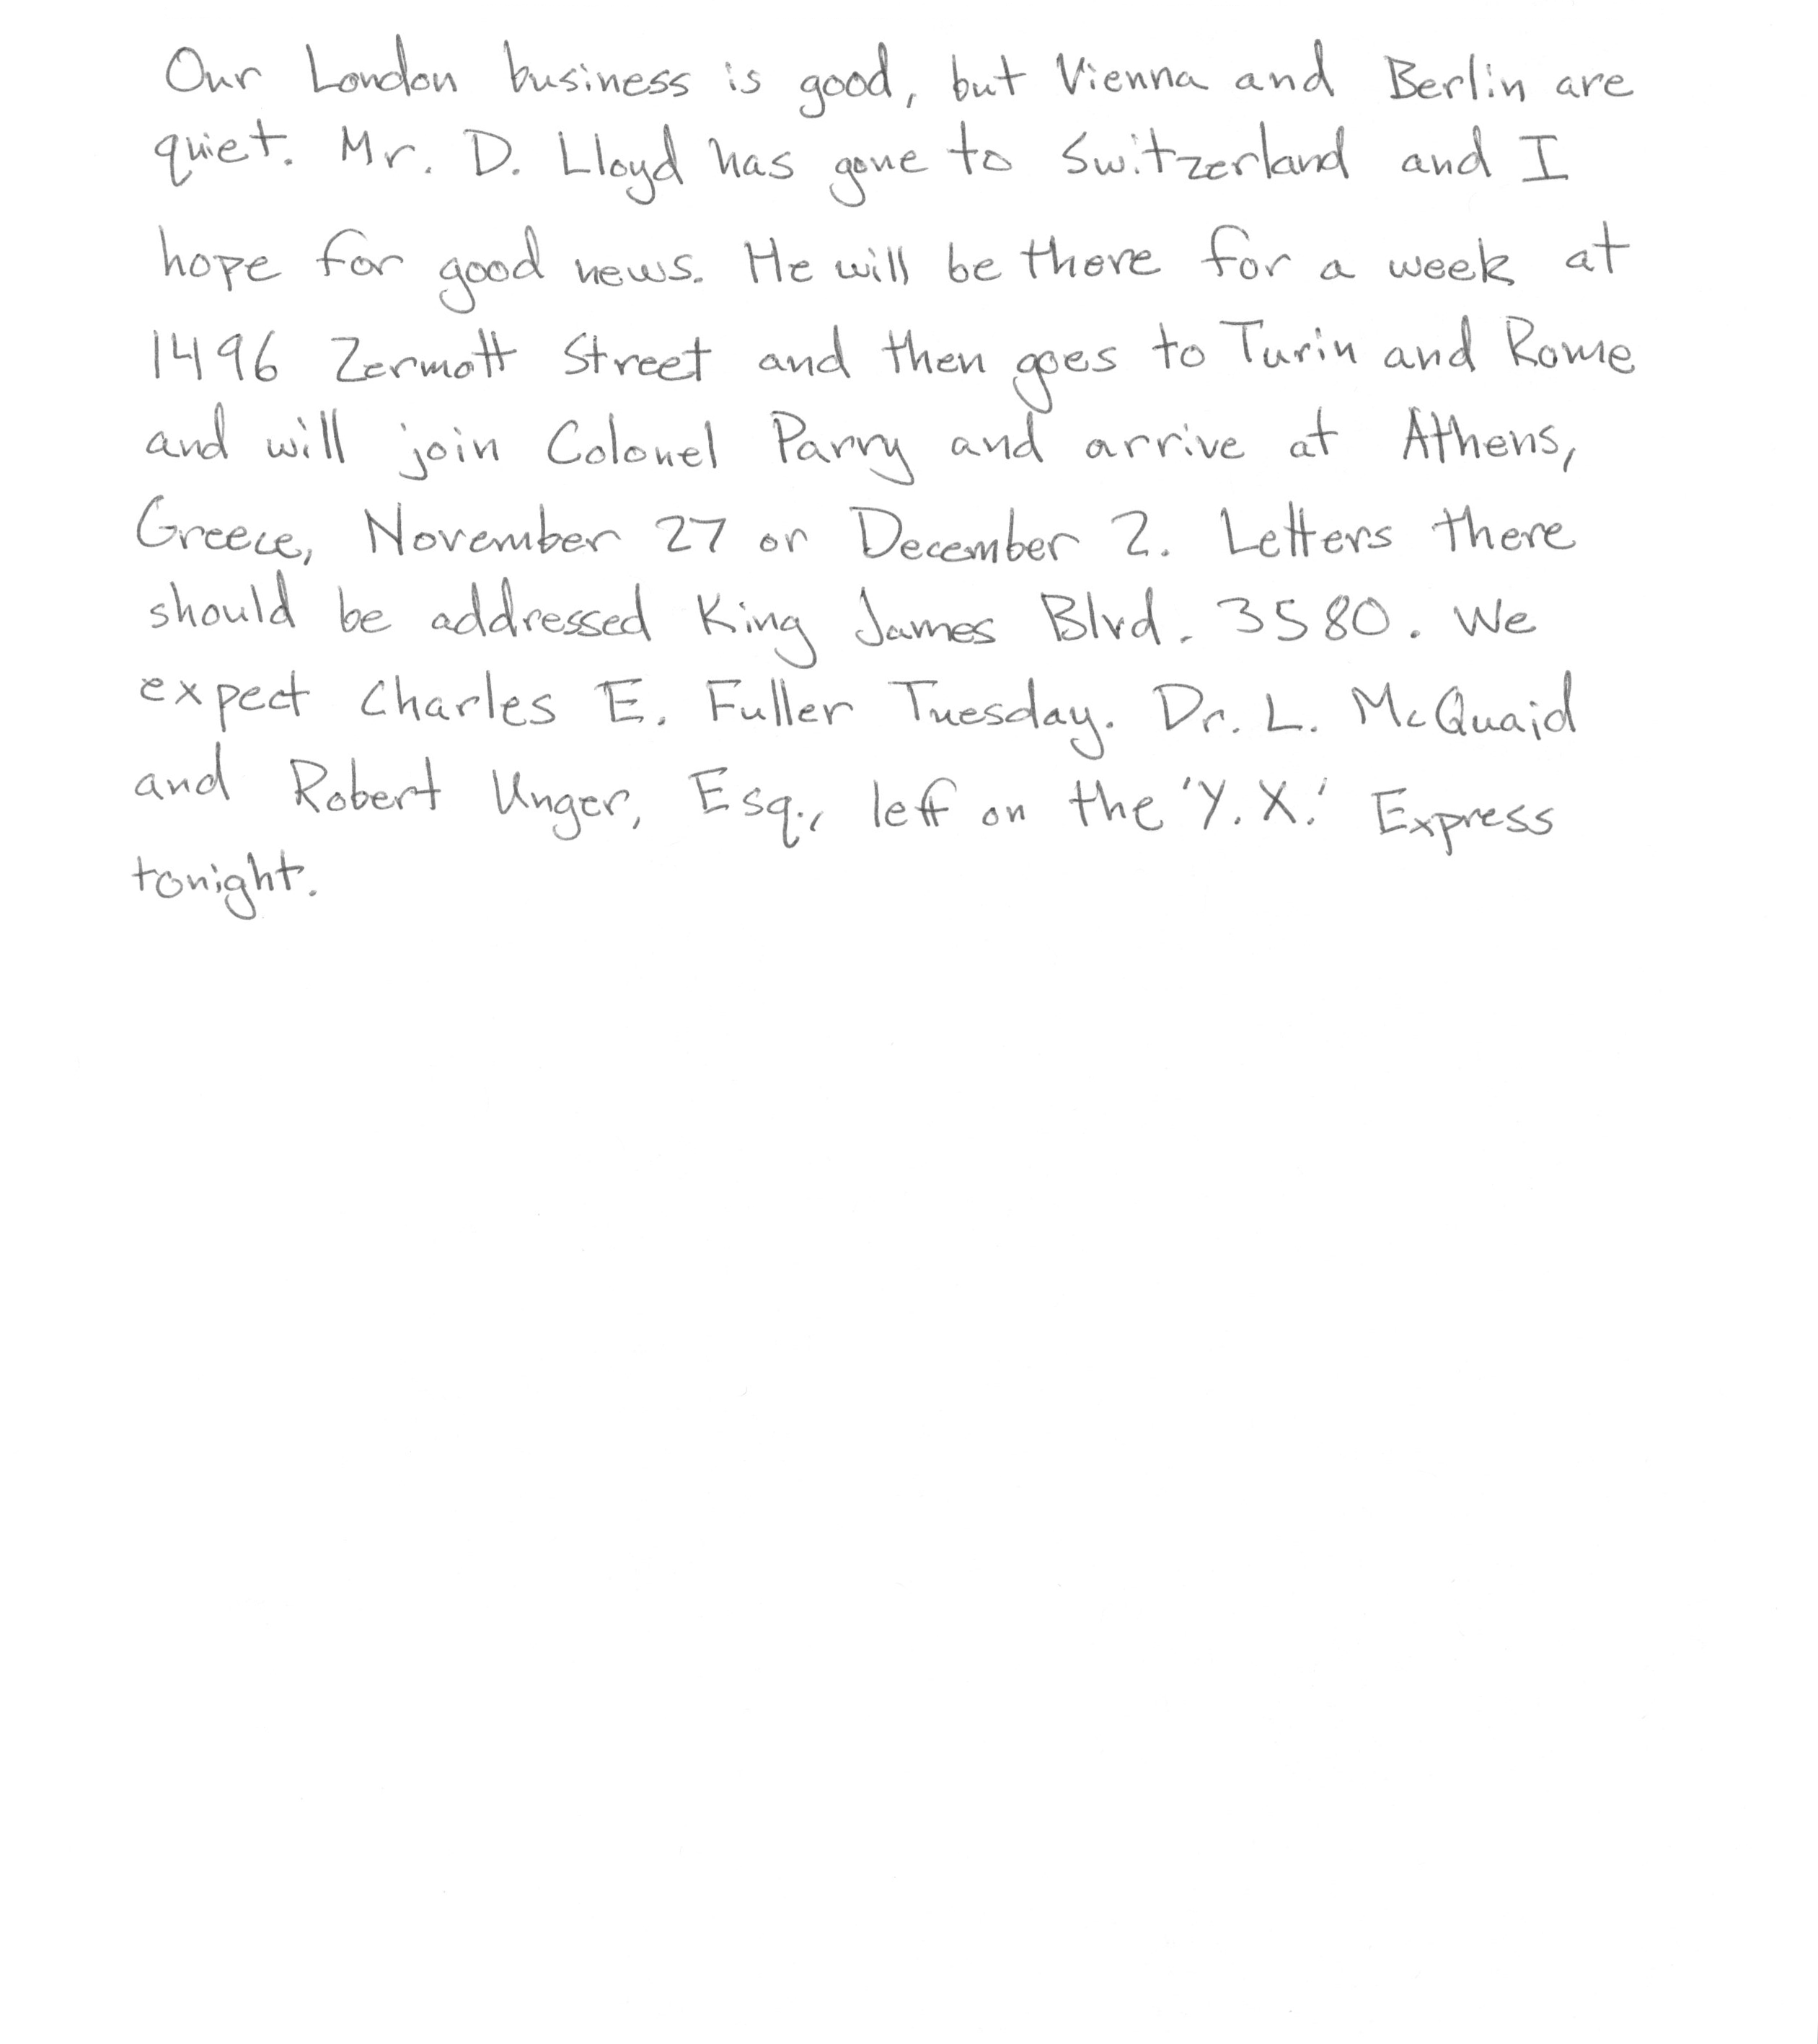 Our London business is good, but Vienna and Berlin are
quiet. Mr. D. Lloyd has gone to Switzerland and I
hope for good news. He will be there for a week at
1496 Zermott Street and then goes to Turin and Rome
and will join Colonel Parry and arrive at Athens,
Greece, November 27 or December 2. Letters there
should be addressed King James Blvd. 3580. We
expect Charles E. Fuller Tuesday. Dr. L. McQuaid
and Robert Unger, Esq., left on the 'Y.X.' Express
tonight.